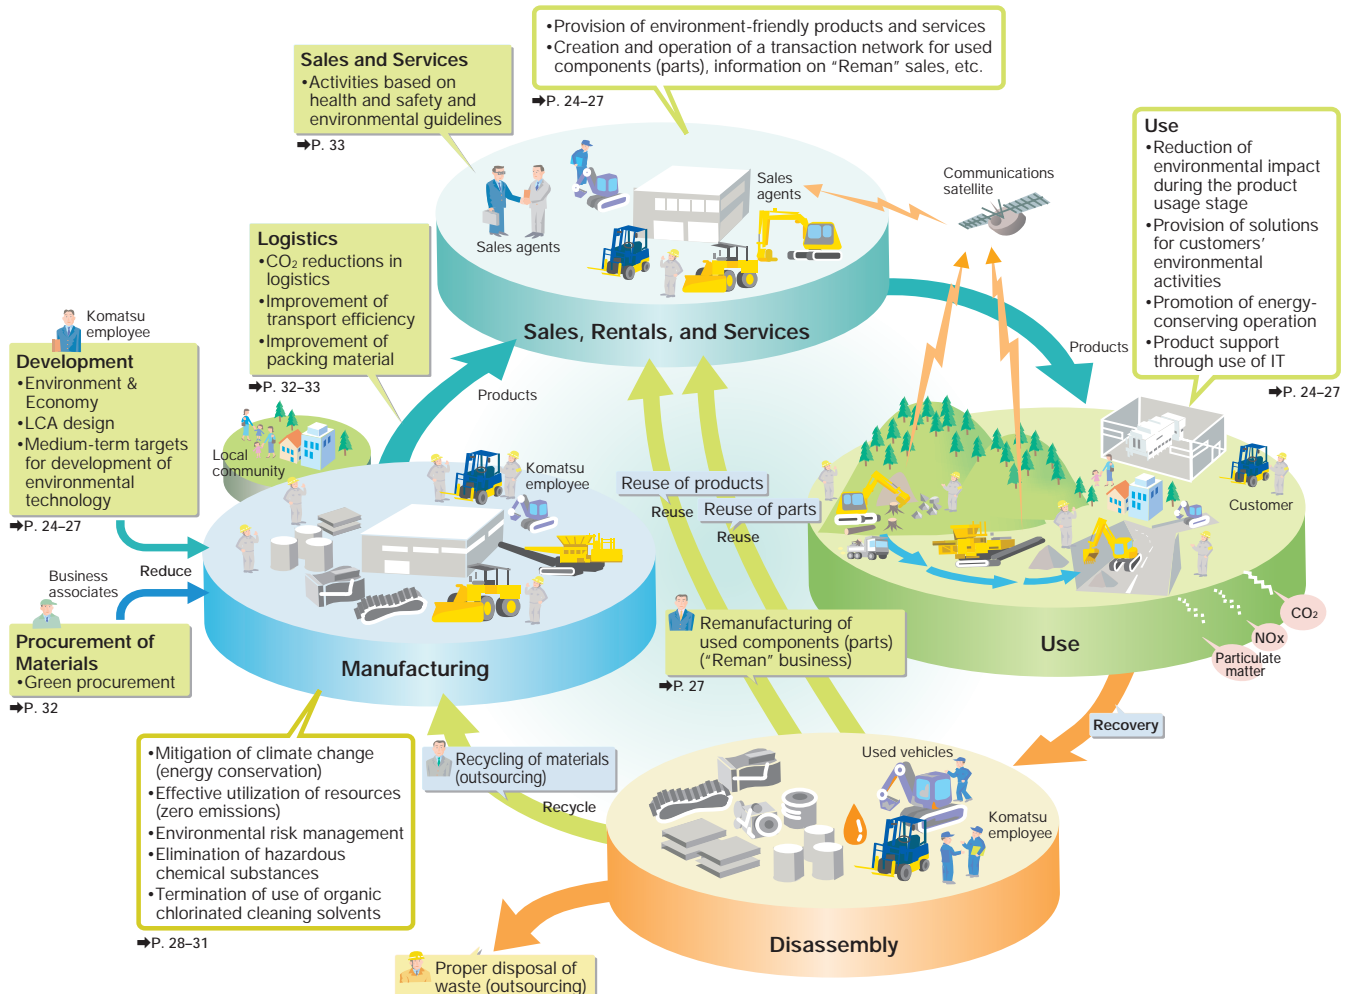 •Provision of environment-friendly products and services
•Creation and operation of a transaction network for used
components (parts), information on “Reman” sales, etc.
➡P. 24–27
Sales and Services
•Activities based on
health and safety and
environmental guidelines
➡P. 33
Use
•Reduction of
environmental impact
during the product
usage stage
•Provision of solutions
for customers’
environmental
activities
•Promotion of energy-
conserving operation
•Product support
through use of IT
➡P. 24–27
Communications
satellite
Sales
agents
Sales agents
Sales, Rentals, and Services
Logistics
•CO₂ reductions in
logistics
•Improvement of
transport efficiency
•Improvement of
packing material
➡P. 32–33
Komatsu
employee
Development
•Environment &
Economy
•LCA design
•Medium-term targets
for development of
environmental
technology
➡P. 24–27
Products
Products
Local
community
Komatsu
employee
Reuse of products
Reuse
Reuse of parts
Reuse
Customer
Reduce
Business
associates
Procurement of
Materials
•Green procurement
➡P. 32
Manufacturing
Remanufacturing of
used components (parts)
(“Reman” business)
➡P. 27
Use
CO₂
NOx
Particulate
matter
Recovery
•Mitigation of climate change
(energy conservation)
•Effective utilization of resources
(zero emissions)
•Environmental risk management
•Elimination of hazardous
chemical substances
•Termination of use of organic
chlorinated cleaning solvents
➡P. 28–31
Recycling of materials
(outsourcing)
Recycle
Used vehicles
Komatsu
employee
Disassembly
Proper disposal of
waste (outsourcing)